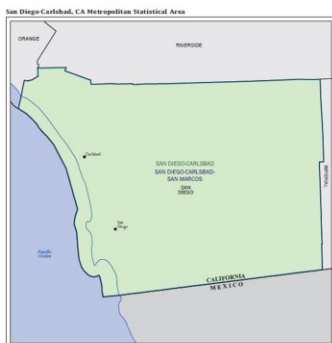 San Diego-Carlsbad, CA Metropolitan Statistical Area
ORANGE
RIVERSIDE
Carlsbad
SAN DIEGO-CARLSBAD
SAN DIEGO-CARLSBAD-
SAN MARCOS
SAN
DIEGO
IMPERIAL
San
Diego
Pacific
Ocean
CALIFORNIA
MEXICO